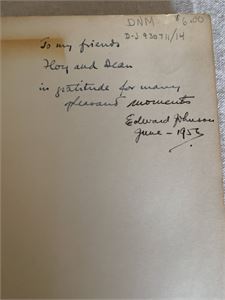 DNM $6.00
D-J 930711/14
To my friends
Floy and Dean
in gratitude for many
pleasant moments
Edward Johnson
June - 1953